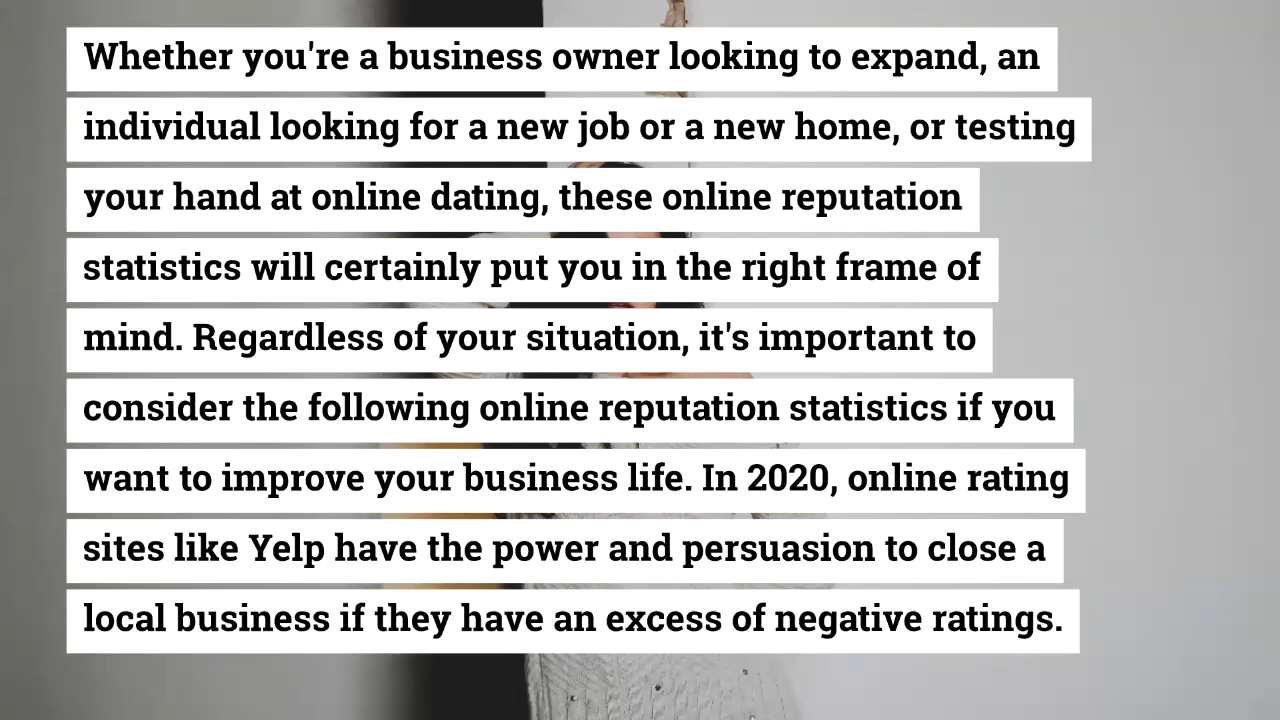 Whether you're a business owner looking to expand, an
individual looking for a new job or a new home, or testing
your hand at online dating, these online reputation
statistics will certainly put you in the right frame of
mind. Regardless of your situation, it's important to
consider the following online reputation statistics if you
want to improve your business life. In 2020, online rating
sites like Yelp have the power and persuasion to close a
local business if they have an excess of negative ratings.